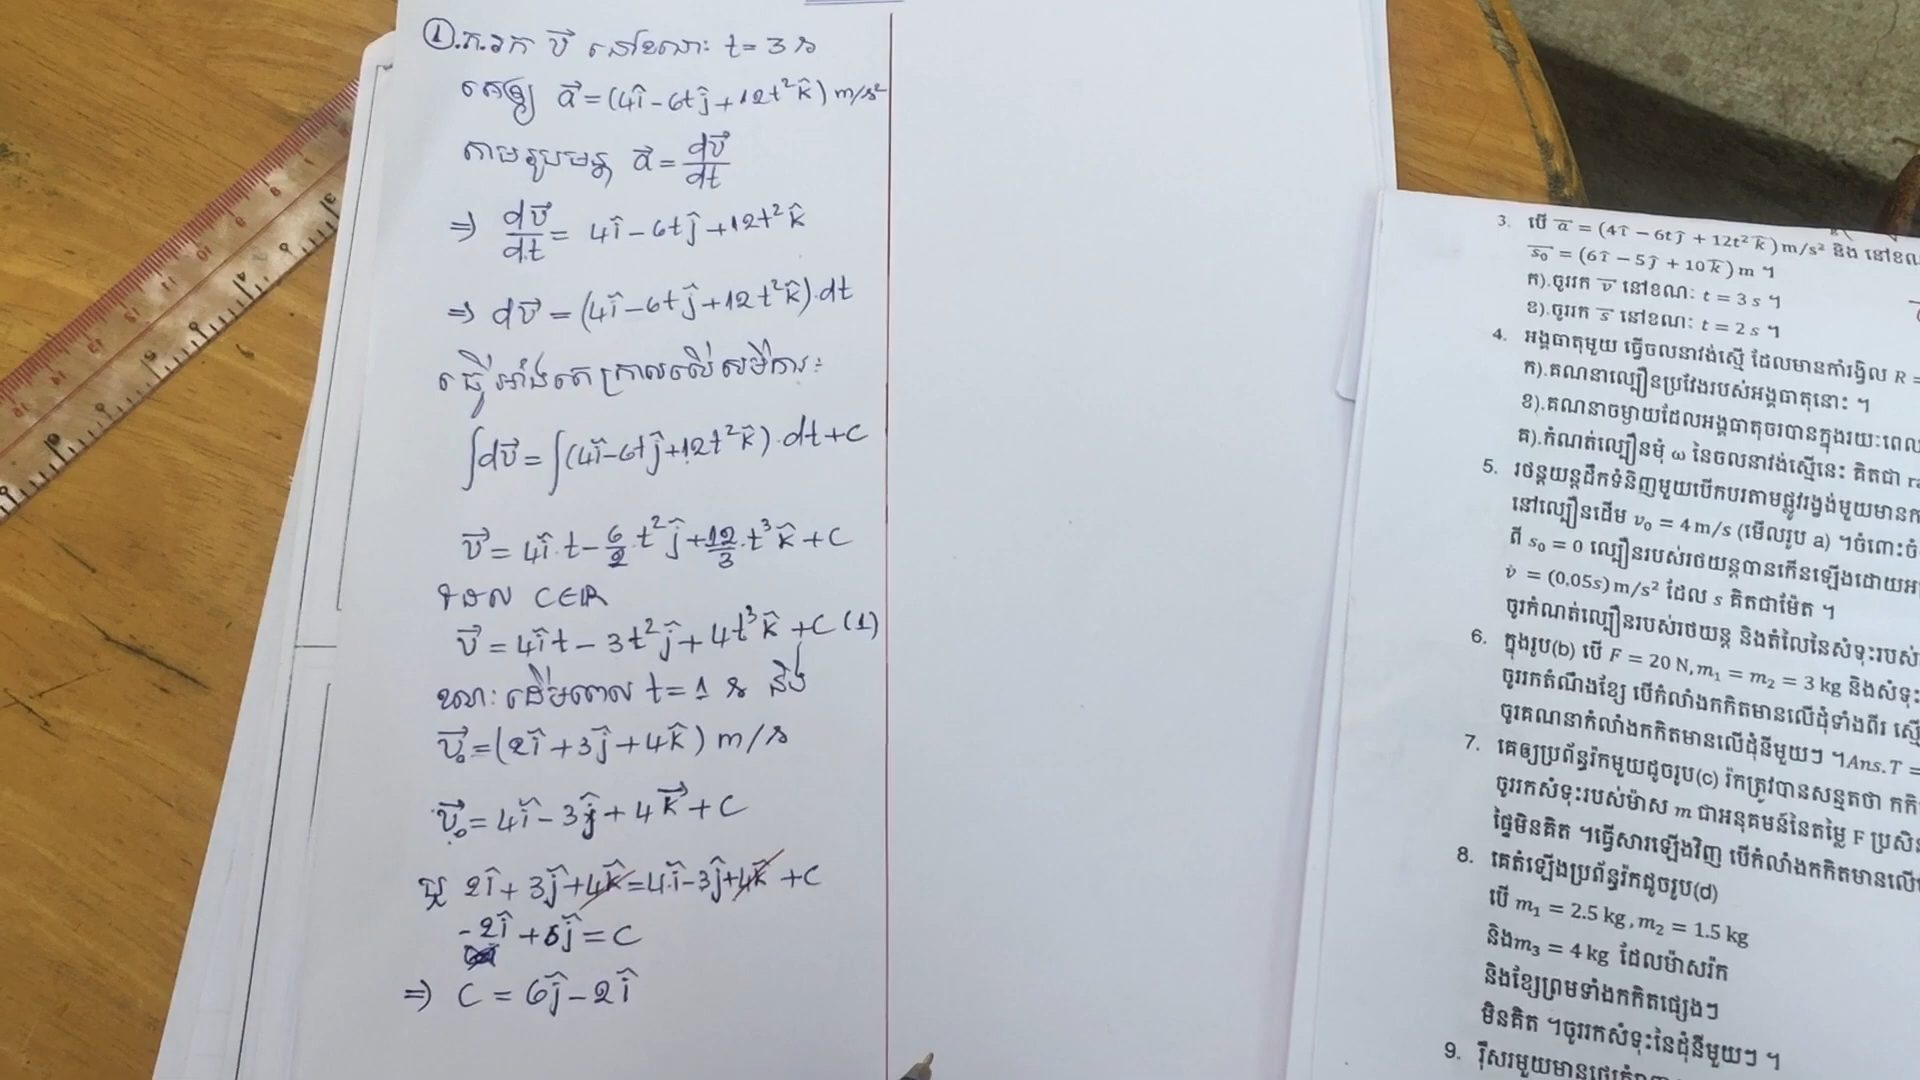 ①.ក.រក v⃗ នៅខណៈ t = 3 s
គេឲ្យ a⃗ = (4î - 6tĵ + 12t²k̂) m/s²
តាមរូបមន្ត a⃗ = dv⃗/dt
⇒ dv⃗/dt = 4î - 6tĵ + 12t²k̂
⇒ dv⃗ = (4î - 6tĵ + 12t²k̂).dt
ធ្វើអាំងតេក្រាលលើសមីការ:
∫dv⃗ = ∫(4î - 6tĵ + 12t²k̂).dt + C
v⃗ = 4î.t - 6/2.t²ĵ + 12/3.t³k̂ + C
ដែល C∈ℝ
v⃗ = 4ît - 3t²ĵ + 4t³k̂ + C (1)
ខណៈដើមពេល t = 1 s និង
v⃗₀ = (2î + 3ĵ + 4k̂) m/s
v⃗₀ = 4î - 3ĵ + 4k⃗ + C
ឬ 2î + 3ĵ + 4k̂ = 4î - 3ĵ + 4k̂ + C
-2î + 6ĵ = C
⇒ C = 6ĵ - 2î
3. បើ a⃗ = (4î - 6tĵ + 12t² k̂) m/s² និង នៅខណ
s₀⃗ = (6î - 5ĵ + 10k̂) m ។
ក).ចូររក v⃗ នៅខណៈ t = 3 s ។
ខ).ចូររក s⃗ នៅខណៈ t = 2 s ។
4. អង្គធាតុមួយ ធ្វើចលនាវង់ស្មើ ដែលមានកាំរង្វិល R =
ក).គណនាល្បឿនប្រវែងរបស់អង្គធាតុនោះ ។
ខ).គណនាចម្ងាយដែលអង្គធាតុចរបានក្នុងរយៈពេល
គ).កំណត់ល្បឿនមុំ ω នៃចលនាវង់ស្មើនេះ គិតជា ra
5. រថន្តយន្តដឹកទំនិញមួយបើកបរតាមផ្លូវរង្វង់មួយមានក
នៅល្បឿនដើម v₀ = 4 m/s (មើលរូប a) ។ចំពោះចំ
ពី s₀ = 0 ល្បឿនរបស់រថយន្តបានកើនឡើងដោយអ
v̇ = (0.05s) m/s² ដែល s គិតជាម៉ែត ។
ចូរកំណត់ល្បឿនរបស់រថយន្ត និងតំលៃនៃសំទុះរបស់
6. ក្នុងរូប(b) បើ F = 20 N, m₁ = m₂ = 3 kg និងសំទុះ
ចូររកតំណឹងខ្សែ បើកំលាំងកកិតមានលើដុំទាំងពីរ ស្មើ
ចូរគណនាកំលាំងកកិតមានលើដុំនីមួយៗ ។Ans.T =
7. គេឲ្យប្រព័ន្ធរ៉កមួយដូចរូប(c) រ៉កត្រូវបានសន្មតថា កកិ
ចូររកសំទុះរបស់ម៉ាស m ជាអនុគមន៍នៃតម្លៃ F ប្រសិន
ផ្ទៃមិនគិត ។ធ្វើសារឡើងវិញ បើកំលាំងកកិតមានលើ
8. គេតំឡើងប្រព័ន្ធរ៉កដូចរូប(d)
បើ m₁ = 2.5 kg, m₂ = 1.5 kg
និងm₃ = 4 kg ដែលម៉ាសរ៉ក
និងខ្សែព្រមទាំងកកិតផ្សេងៗ
មិនគិត ។ចូររកសំទុះនៃដុំនីមួយៗ ។
9.